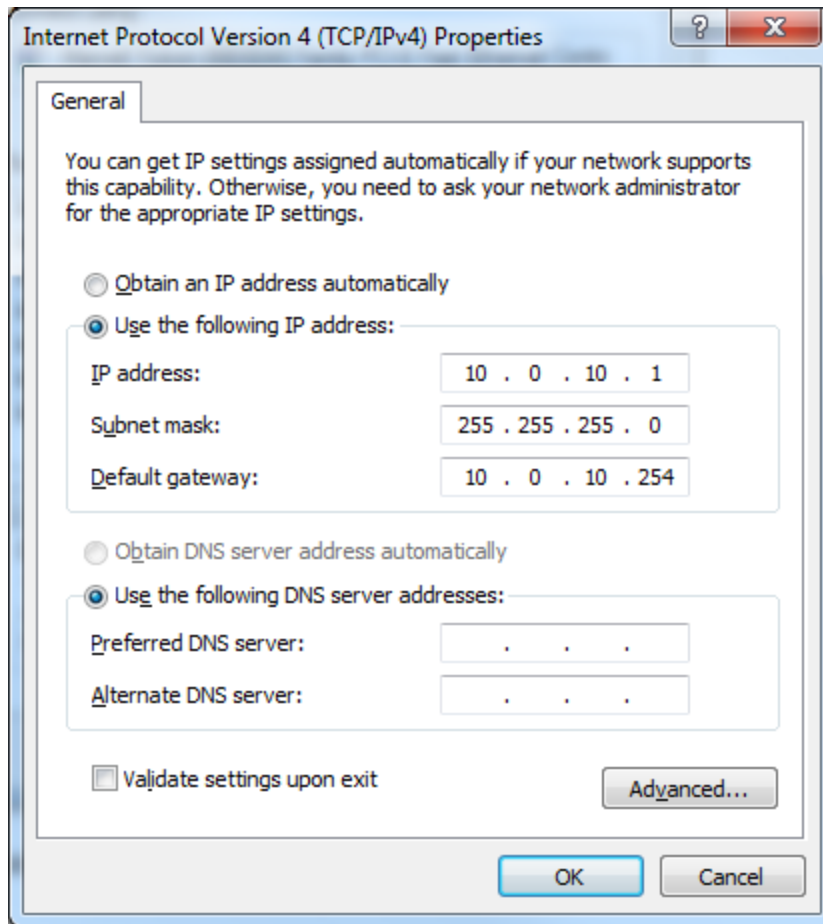 Internet Protocol Version 4 (TCP/IPv4) Properties
?
X
General
You can get IP settings assigned automatically if your network supports
this capability. Otherwise, you need to ask your network administrator
for the appropriate IP settings.
Obtain an IP address automatically
Use the following IP address:
IP address: 10 . 0 . 10 . 1
Subnet mask: 255 . 255 . 255 . 0
Default gateway: 10 . 0 . 10 . 254
Obtain DNS server address automatically
Use the following DNS server addresses:
Preferred DNS server: . . .
Alternate DNS server: . . .
Validate settings upon exit
Advanced...
OK Cancel